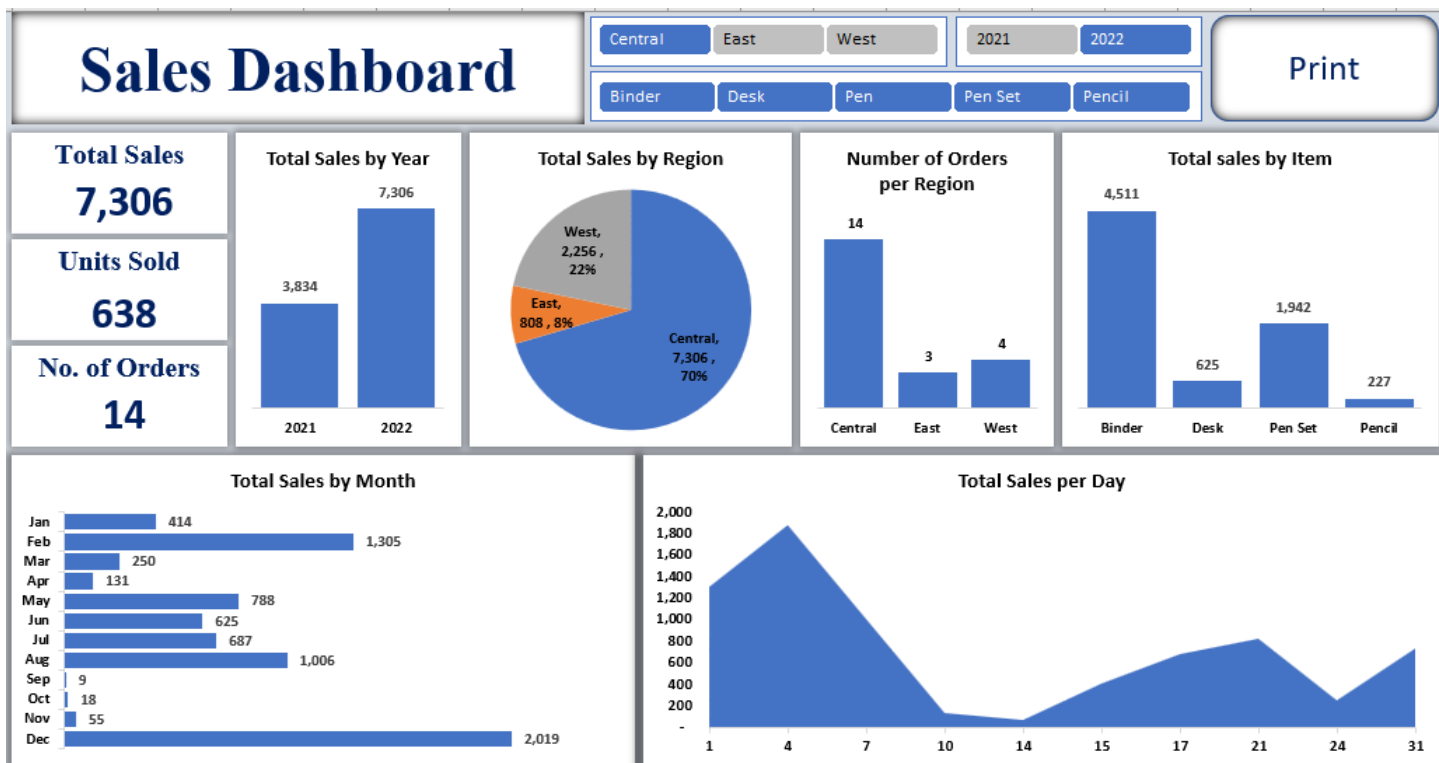 Sales Dashboard
Central East West
2021 2022
Print
Binder Desk Pen Pen Set Pencil
Total Sales
7,306
Units Sold
638
No. of Orders
14
Total Sales by Year
7,306
3,834
2021 2022
Total Sales by Region
West,
2,256 ,
22%
East,
808 , 8%
Central,
7,306 ,
70%
Number of Orders
per Region
14
3
4
Central East West
Total sales by Item
4,511
625
1,942
227
Binder Desk Pen Set Pencil
Total Sales by Month
Jan 414
Feb 1,305
Mar 250
Apr 131
May 788
Jun 625
Jul 687
Aug 1,006
Sep 9
Oct 18
Nov 55
Dec 2,019
Total Sales per Day
2,000
1,800
1,600
1,400
1,200
1,000
800
600
400
200
-
1 4 7 10 14 15 17 21 24 31